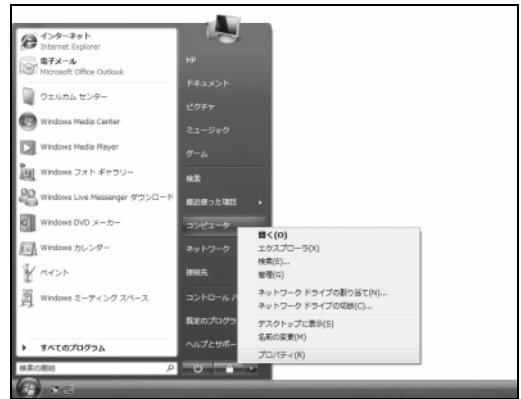 インターネット
Internet Explorer
電子メール
Microsoft Office Outlook
ウェルカム センター
Windows Media Center
Windows Media Player
Windows フォト ギャラリー
Windows Live Messenger ダウンロード
Windows DVD メーカー
Windows カレンダー
ペイント
Windows ミーティング スペース
すべてのプログラム
検索の開始
HP
ドキュメント
ピクチャ
ミュージック
ゲーム
検索
最近使った項目
コンピュータ
ネットワーク
接続先
コントロール パ
既定のプログラ
ヘルプとサポー
開く(O)
エクスプローラ(X)
検索(E)...
管理(G)
ネットワーク ドライブの割り当て(N)...
ネットワーク ドライブの切断(C)...
デスクトップに表示(S)
名前の変更(M)
プロパティ(R)